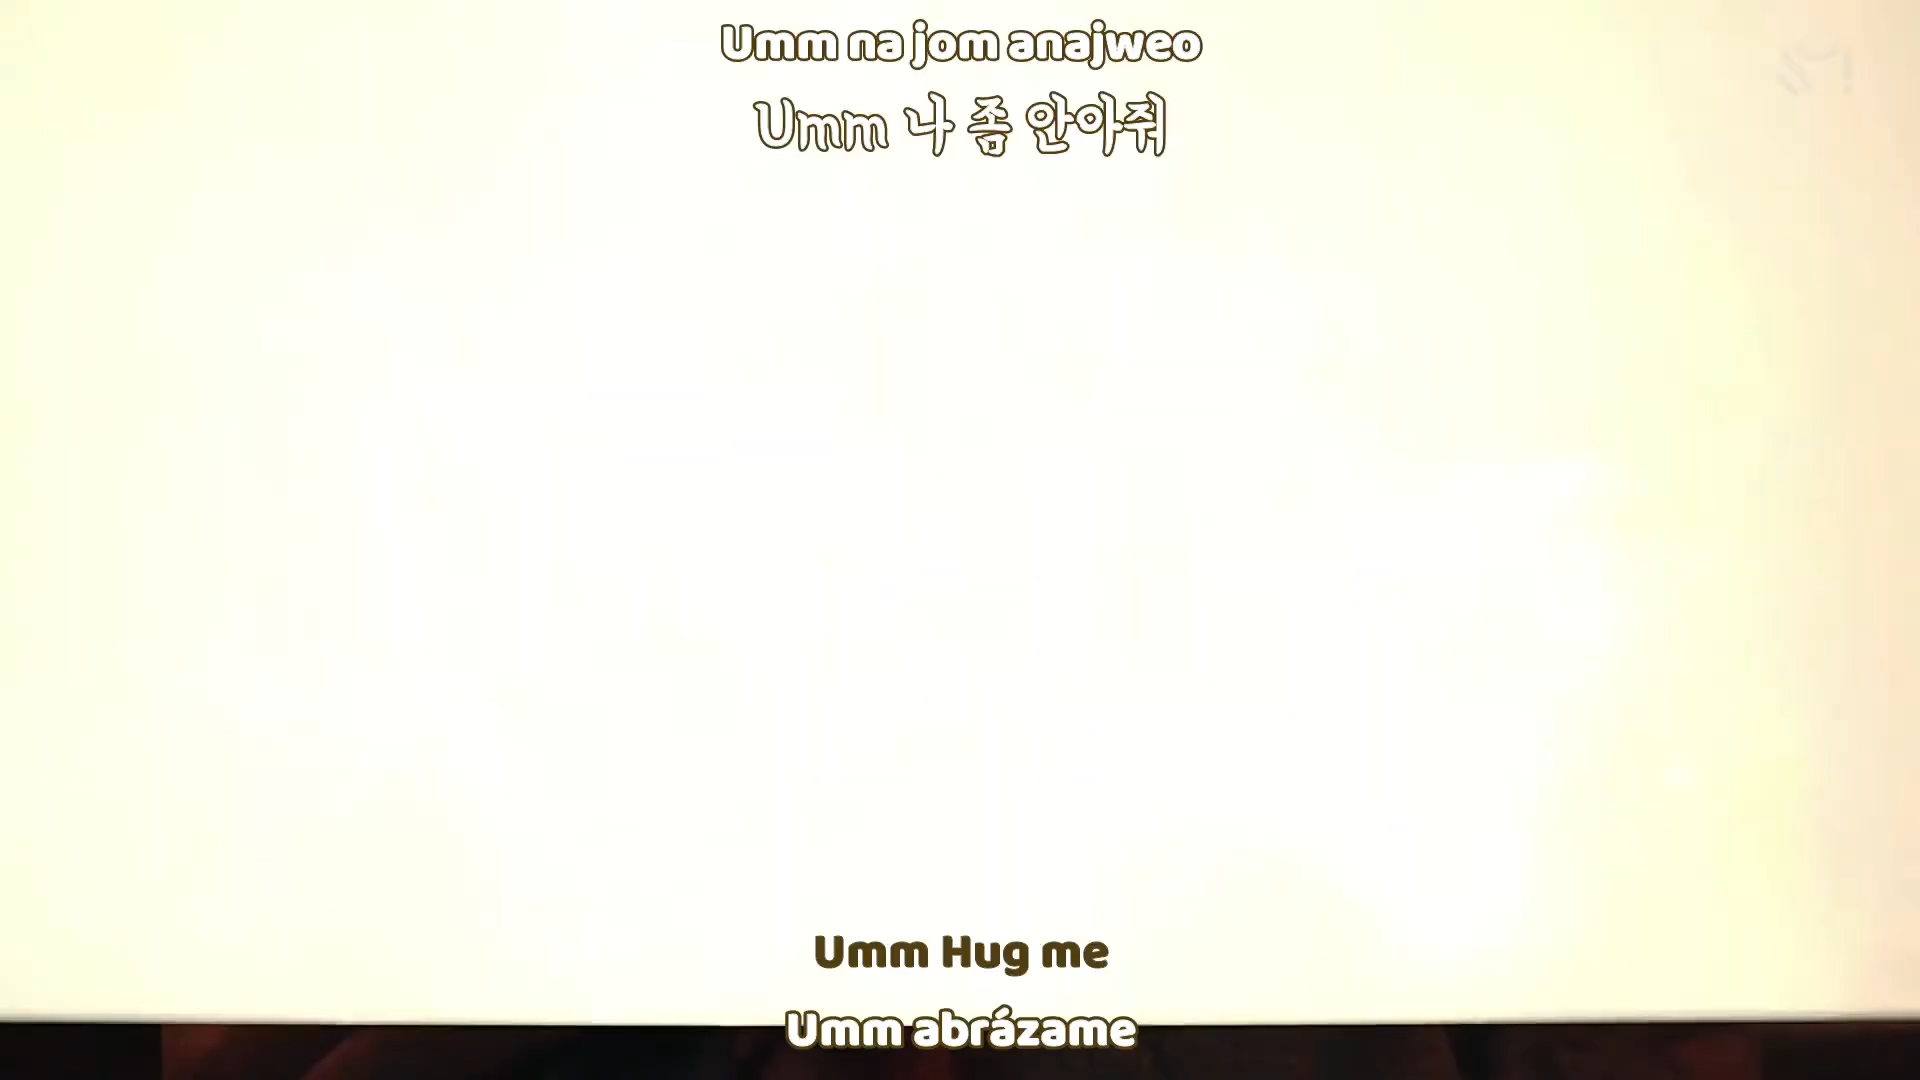 Umm na jom anajweo
Umm 나 좀 안아줘
Umm Hug me
Umm abrázame